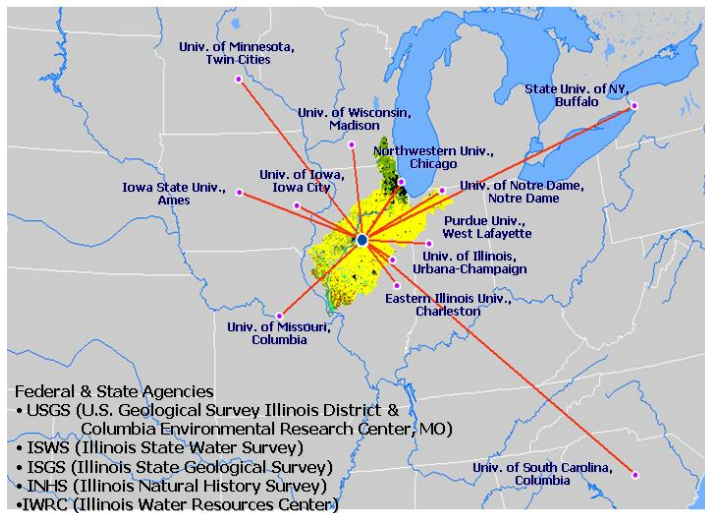 Univ. of Minnesota,
Twin Cities
State Univ. of NY,
Buffalo
Univ. of Wisconsin,
Madison
Northwestern Univ.,
Chicago
Univ. of Iowa,
Iowa City
Iowa State Univ.,
Ames
Univ. of Notre Dame,
Notre Dame
Purdue Univ.,
West Lafayette
Univ. of Illinois,
Urbana-Champaign
Eastern Illinois Univ.,
Charleston
Univ. of Missouri,
Columbia
Univ. of South Carolina,
Columbia
Federal & State Agencies
• USGS (U.S. Geological Survey Illinois District &
Columbia Environmental Research Center, MO)
• ISWS (Illinois State Water Survey)
• ISGS (Illinois State Geological Survey)
• INHS (Illinois Natural History Survey)
•IWRC (Illinois Water Resources Center)